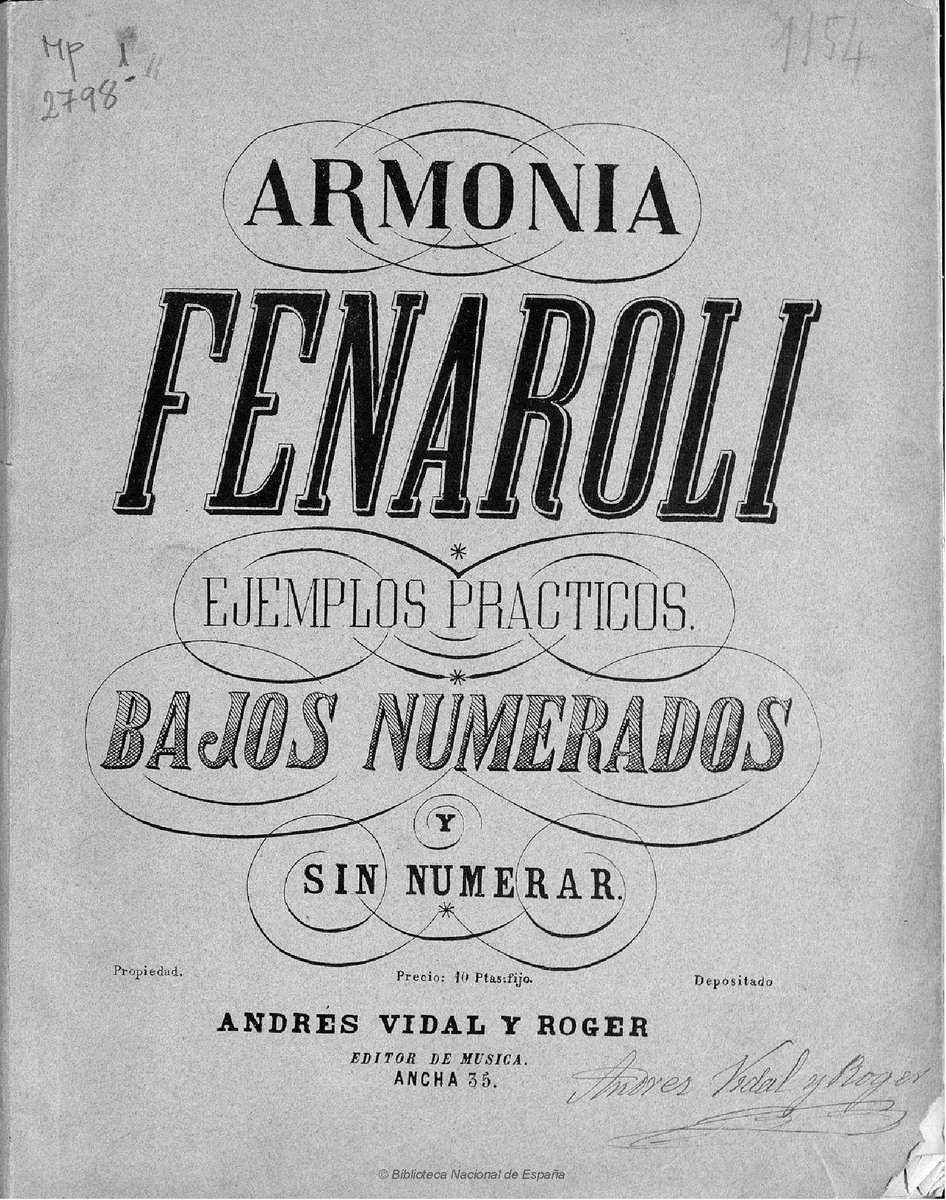 Mp 1
2798
1154
ARMONIA
FENAROLI
*
EJEMPLOS PRACTICOS.
*
BAJOS NUMERADOS
Y
SIN NUMERAR.
*
Propiedad. Precio: 10 Ptas: fijo. Depositado
ANDRÉS VIDAL Y ROGER
EDITOR DE MUSICA.
ANCHA 35.
Andres Vidal y Roger
© Biblioteca Nacional de España